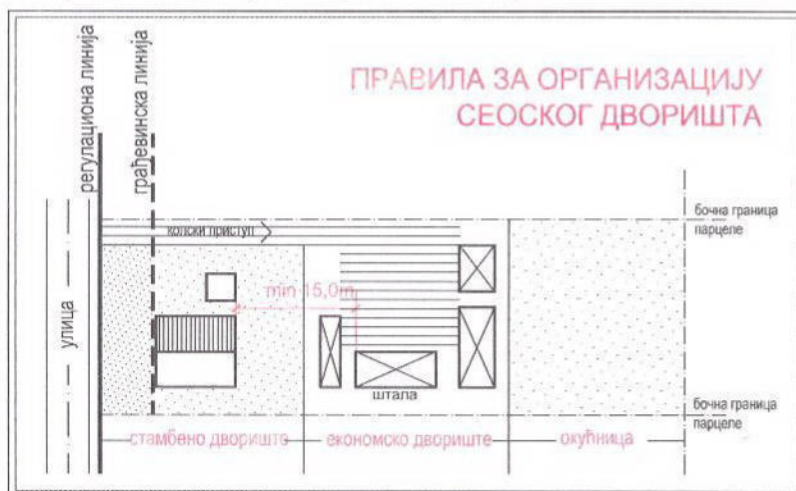 ПРАВИЛА ЗА ОРГАНИЗАЦИЈУ
СЕОСКОГ ДВОРИШТА
регулациона линија
грађевинска линија
бочна граница
парцеле
колски приступ
min 15,0m
улица
штала
бочна граница
парцеле
стамбено двориште
економско двориште
окућница